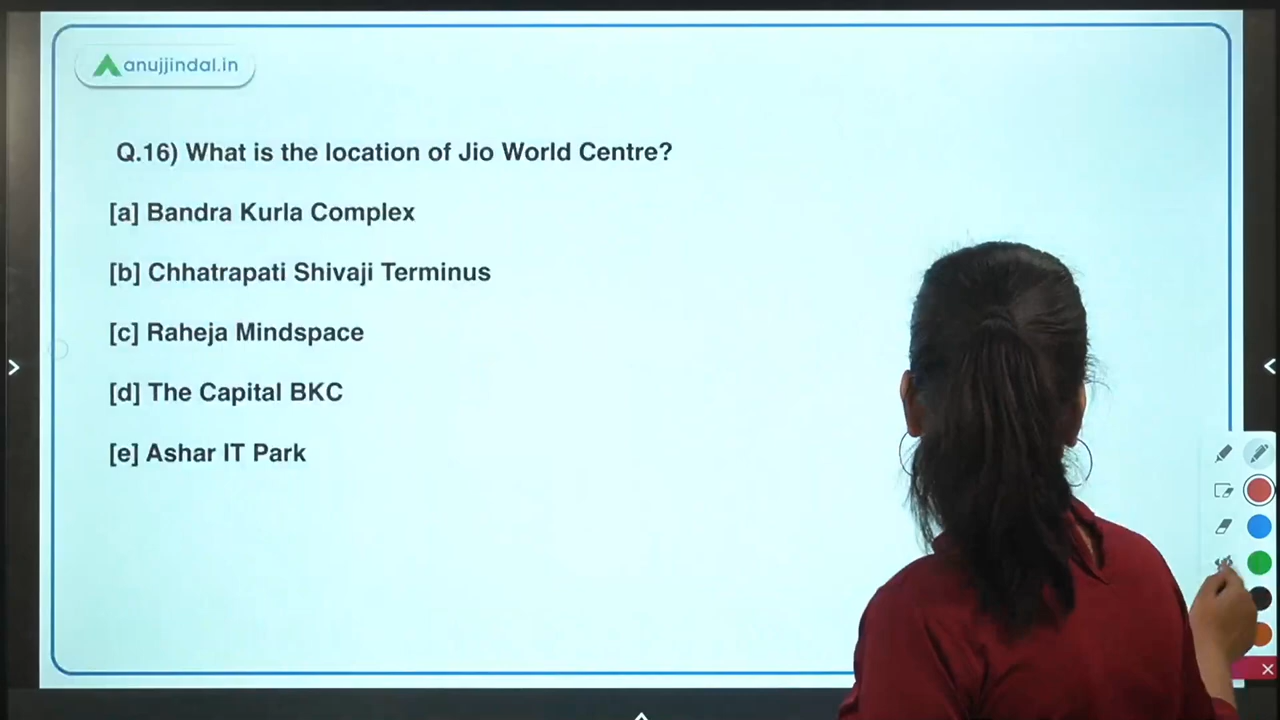 anujjindal.in
Q.16) What is the location of Jio World Centre?
[a] Bandra Kurla Complex
[b] Chhatrapati Shivaji Terminus
[c] Raheja Mindspace
[d] The Capital BKC
[e] Ashar IT Park